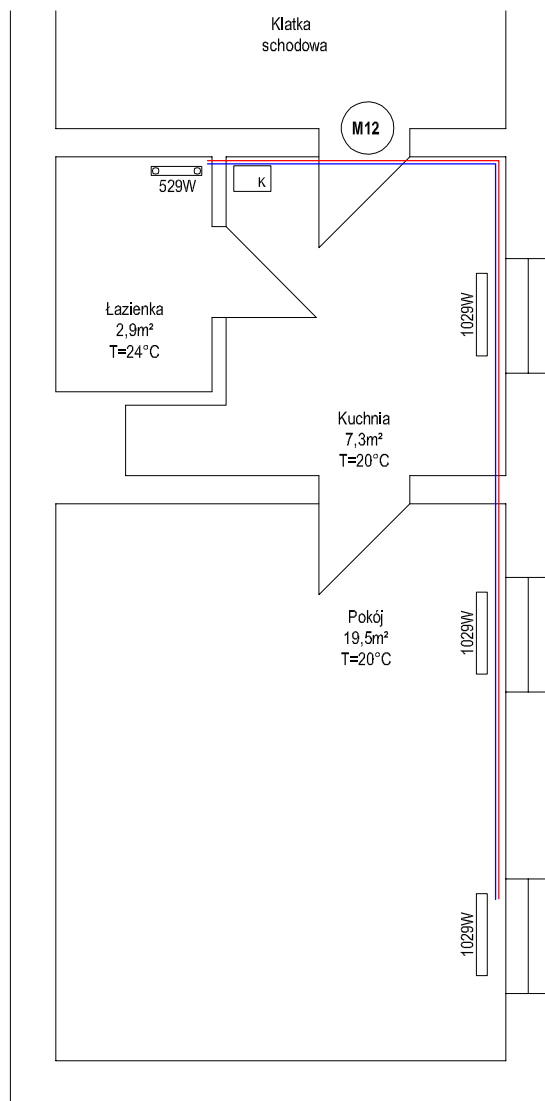 Klatka
schodowa
M12
529W
K
1029W
Łazienka
2,9m²
T=24°C
Kuchnia
7,3m²
T=20°C
Pokój
19,5m²
T=20°C
1029W
1029W